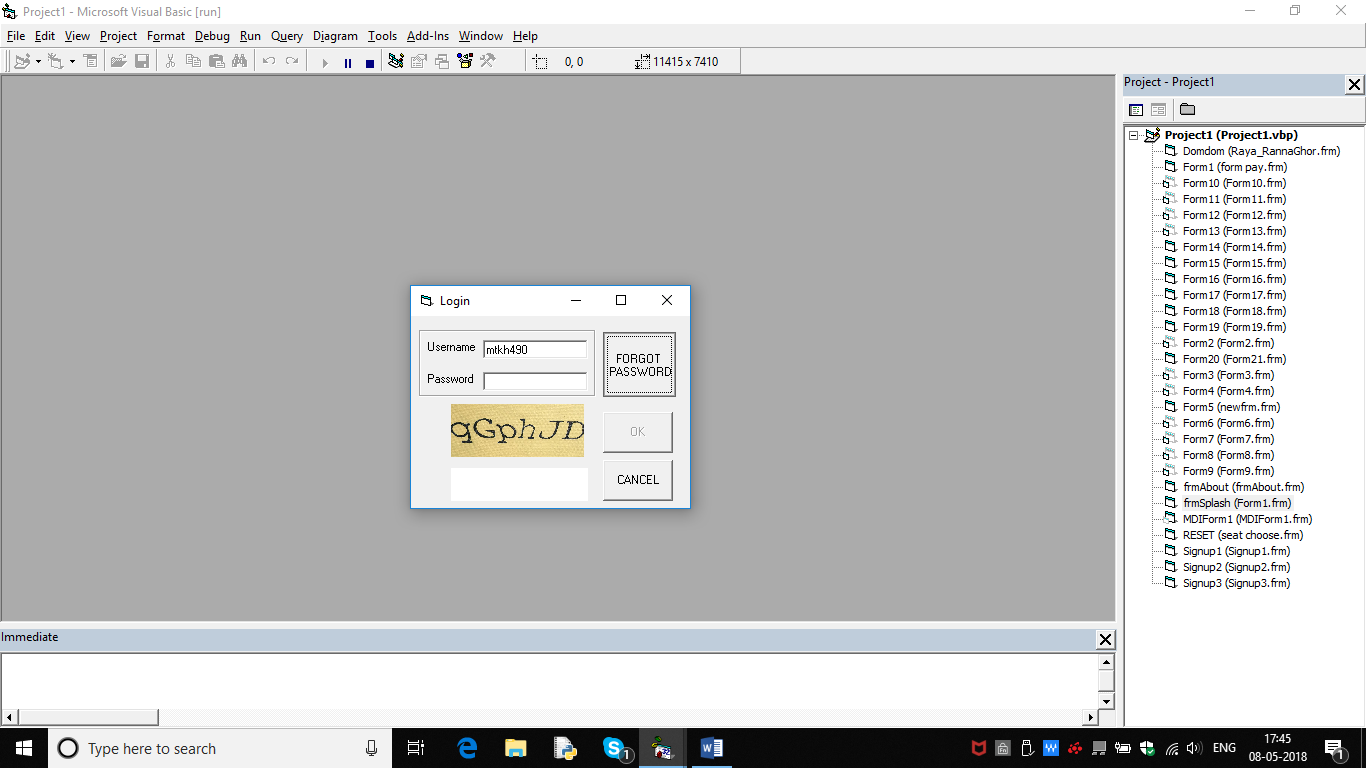 Project1 - Microsoft Visual Basic [run]
File Edit View Project Format Debug Run Query Diagram Tools Add-Ins Window Help
0, 0 11415 x 7410
Project - Project1
Project1 (Project1.vbp)
Domdom (Raya_RannaGhor.frm)
Form1 (form pay.frm)
Form10 (Form10.frm)
Form11 (Form11.frm)
Form12 (Form12.frm)
Form13 (Form13.frm)
Form14 (Form14.frm)
Form15 (Form15.frm)
Form16 (Form16.frm)
Form17 (Form17.frm)
Form18 (Form18.frm)
Form19 (Form19.frm)
Form2 (Form2.frm)
Form20 (Form21.frm)
Form3 (Form3.frm)
Form4 (Form4.frm)
Form5 (newfrm.frm)
Form6 (Form6.frm)
Form7 (Form7.frm)
Form8 (Form8.frm)
Form9 (Form9.frm)
frmAbout (frmAbout.frm)
frmSplash (Form1.frm)
MDIForm1 (MDIForm1.frm)
RESET (seat choose.frm)
Signup1 (Signup1.frm)
Signup2 (Signup2.frm)
Signup3 (Signup3.frm)
Login
Username mtkh490
Password
FORGOT
PASSWORD
qGphJD
OK
CANCEL
Immediate
Type here to search
1
ENG
17:45
08-05-2018
1